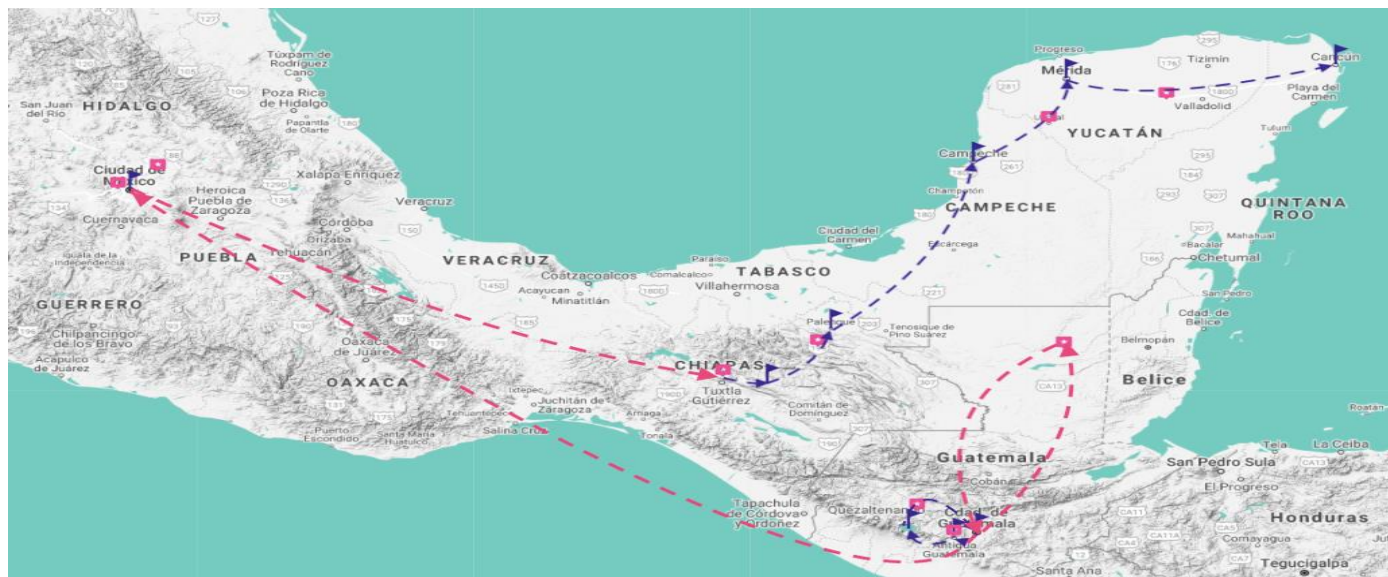 Túxpam de
Rodríguez
Cano
Poza Rica
de Hidalgo
Papantla
de Olarte
San Juan
del Río
HIDALGO
Ciudad de
México
Cuernavaca
Heroica
Puebla de
Zaragoza
Xalapa Enríquez
Veracruz
Córdoba
Orizaba
Tehuacán
PUEBLA
Iguala de la
Independencia
GUERRERO
Chilpancingo
de los Bravo
Acapulco
de Juárez
Oaxaca
de Juárez
OAXACA
Puerto
Escondido
Santa María
Huatulco
VERACRUZ
Coatzacoalcos
Acayucan
Minatitlán
Ixtepec
Juchitán de
Zaragoza
Tehuantepec
Salina Cruz
Paraíso
Comalcalco
Villahermosa
TABASCO
Ciudad del
Carmen
CHIAPAS
Tuxtla
Gutiérrez
Arriaga
Tonala
Comitán de
Domínguez
Palenque
Tenosique de
Pino Suárez
Tapachula
de Córdova
y Ordóñez
Progreso
Mérida
Tizimín
Cancún
Playa del
Carmen
Valladolid
Tulum
YUCATÁN
Campeche
Champotón
CAMPECHE
Escárcega
QUINTANA
ROO
Mahahual
Bacalar
Chetumal
San Pedro
Cdad. de
Belice
Belmopán
Belice
Guatemala
Cobán
Quezaltenan
Cdad. de
Guatemala
Antigua
Guatemala
Santa Ana
San Pedro Sula
El Progreso
Tela
La Ceiba
Roatán
Honduras
Comayagua
Juti
Tegucigalpa